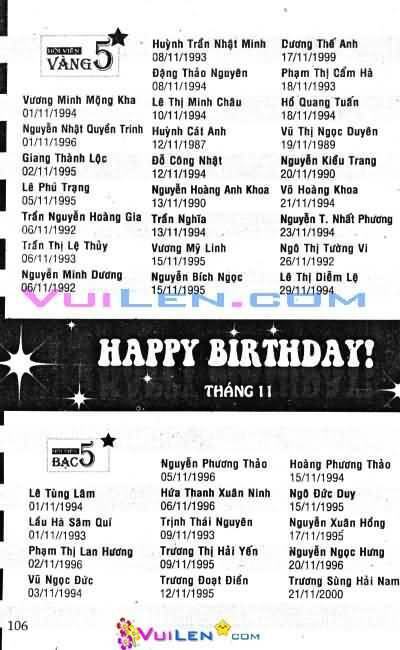 HỘI VIÊN
VÀNG 5
Vương Minh Mộng Kha
01/11/1994
Nguyễn Nhật Quyển Trinh
01/11/1996
Giang Thành Lộc
02/11/1995
Lê Phú Trạng
05/11/1995
Trần Nguyễn Hoàng Gia
06/11/1992
Trần Thị Lệ Thủy
06/11/1993
Nguyễn Minh Dương
06/11/1992
Huỳnh Trần Nhật Minh
08/11/1993
Đặng Thảo Nguyên
08/11/1994
Lê Thị Minh Châu
10/11/1994
Huỳnh Cát Anh
12/11/1987
Đỗ Công Nhật
12/11/1994
Nguyễn Hoàng Anh Khoa
13/11/1990
Trần Nghĩa
13/11/1994
Vương Mỹ Linh
15/11/1995
Nguyễn Bích Ngọc
15/11/1995
Dương Thế Anh
17/11/1999
Phạm Thị Cẩm Hà
18/11/1993
Hồ Quang Tuấn
18/11/1994
Vũ Thị Ngọc Duyên
19/11/1989
Nguyễn Kiều Trang
20/11/1990
Võ Hoàng Khoa
21/11/1994
Nguyễn T. Nhất Phương
23/11/1994
Ngô Thị Tường Vi
26/11/1992
Lê Thị Diễm Lệ
29/11/1994
VuiLen.com
HAPPY BIRTHDAY!
THÁNG 11
HỘI VIÊN
BẠC 5
Lê Tùng Lâm
01/11/1994
Lầu Hà Sâm Quí
01/11//1993
Phạm Thị Lan Hương
02/11/1996
Vũ Ngọc Đức
03/11/1994
Nguyễn Phương Thảo
05/11/1996
Hứa Thanh Xuân Ninh
06/11/1996
Trịnh Thái Nguyên
09/11/1993
Trương Thị Hải Yến
09/11/1995
Trương Đoạt Điển
12/11/1995
Hoàng Phương Thảo
15/11/1994
Ngô Đức Duy
15/11/1995
Nguyễn Xuân Hồng
17/11/1995
Nguyễn Ngọc Hưng
20/11/1996
Trương Sùng Hải Nam
21/11/2000
106
VuiLen.com